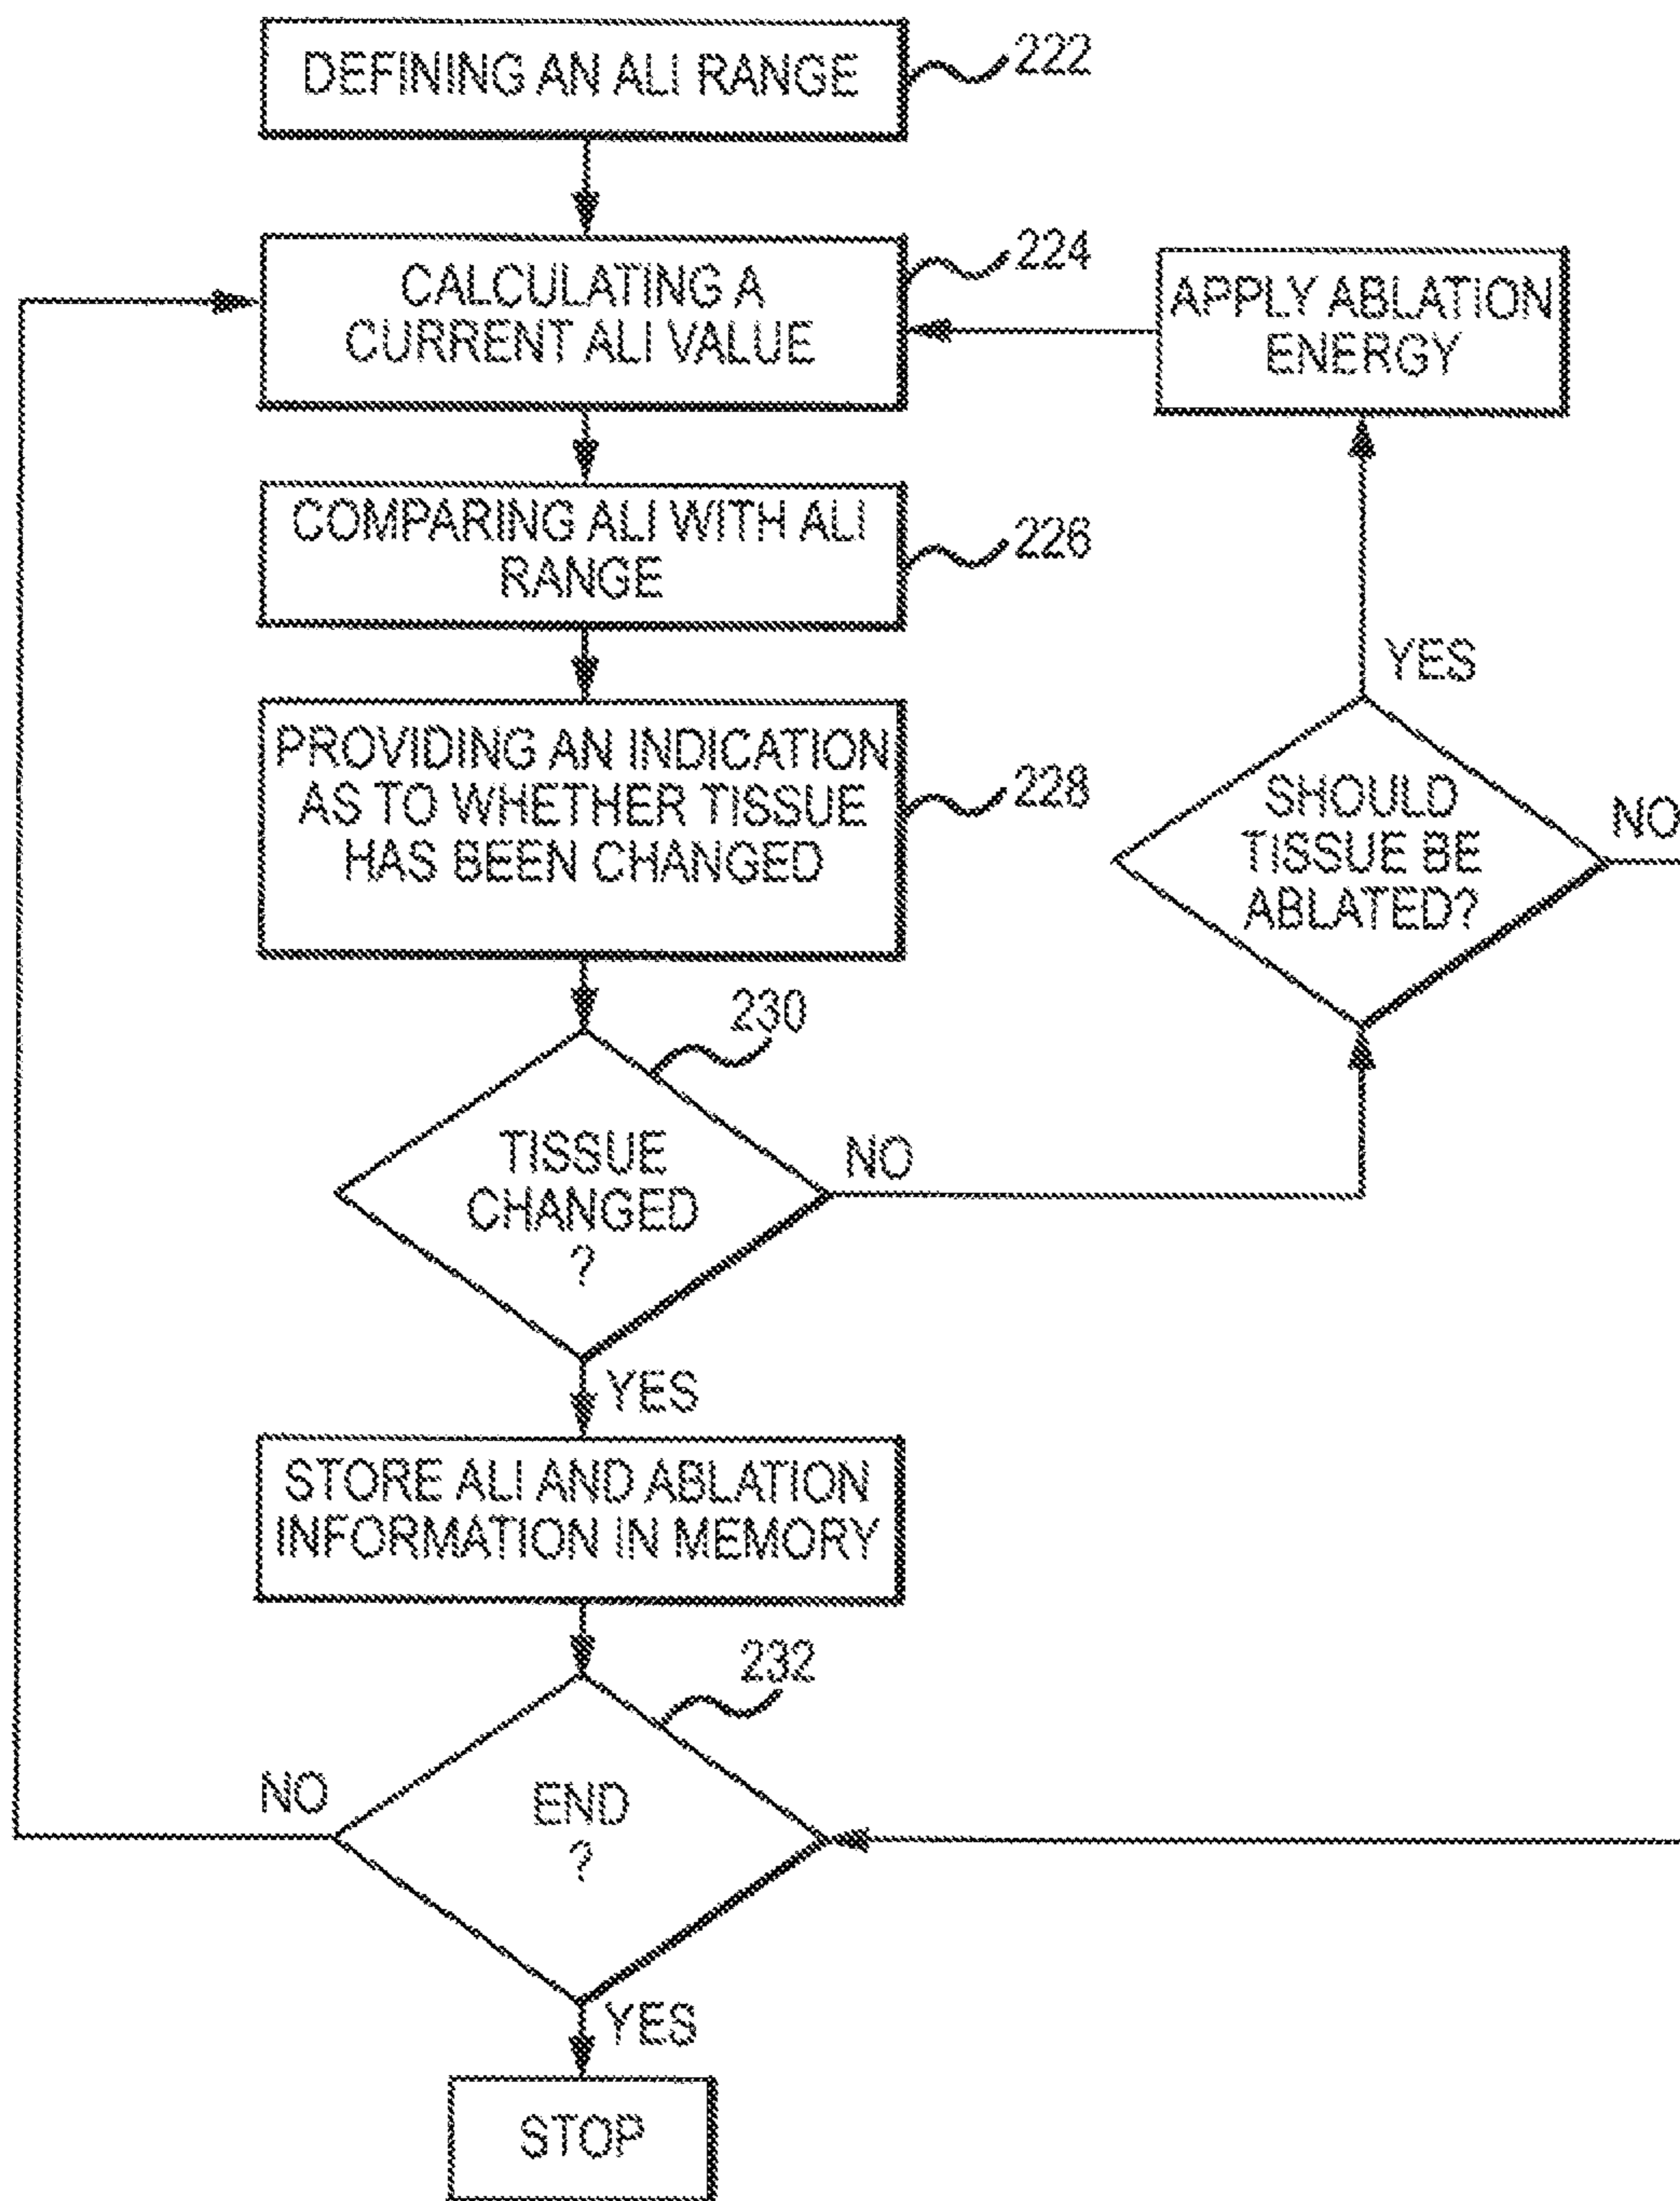 DEFINING AN ALI RANGE
222
CALCULATING A
CURRENT ALI VALUE
224
APPLY ABLATION
ENERGY
COMPARING ALI WITH ALI
RANGE
226
YES
PROVIDING AN INDICATION
AS TO WHETHER TISSUE
HAS BEEN CHANGED
228
SHOULD
TISSUE BE
ABLATED?
NO
230
TISSUE
CHANGED
?
NO
YES
STORE ALI AND ABLATION
INFORMATION IN MEMORY
232
NO
END
?
YES
STOP